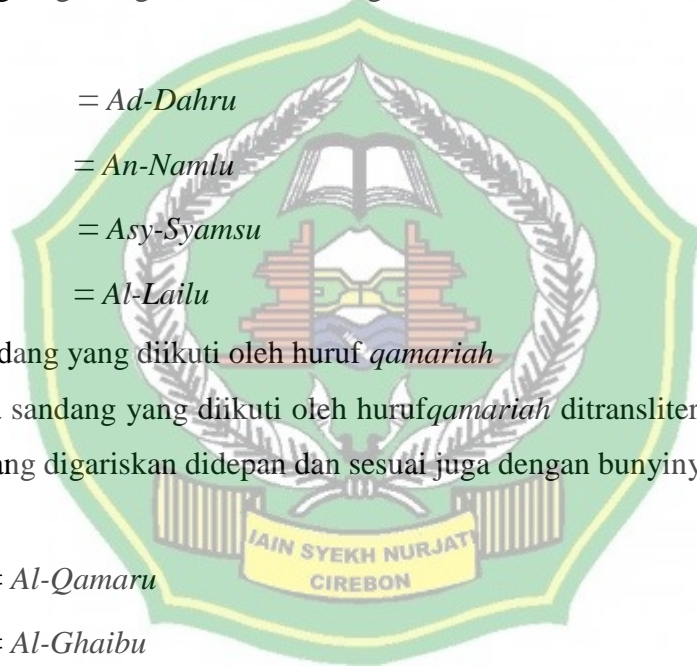 = Ad-Dahru
= An-Namlu
= Asy-Syamsu
= Al-Lailu
dang yang diikuti oleh huruf qamariah
sandang yang diikuti oleh hurufqamariah ditransliter
ang digariskan didepan dan sesuai juga dengan bunyiny
IAIN SYEKH NURJATI
CIREBON
= Al-Qamaru
= Al-Ghaibu